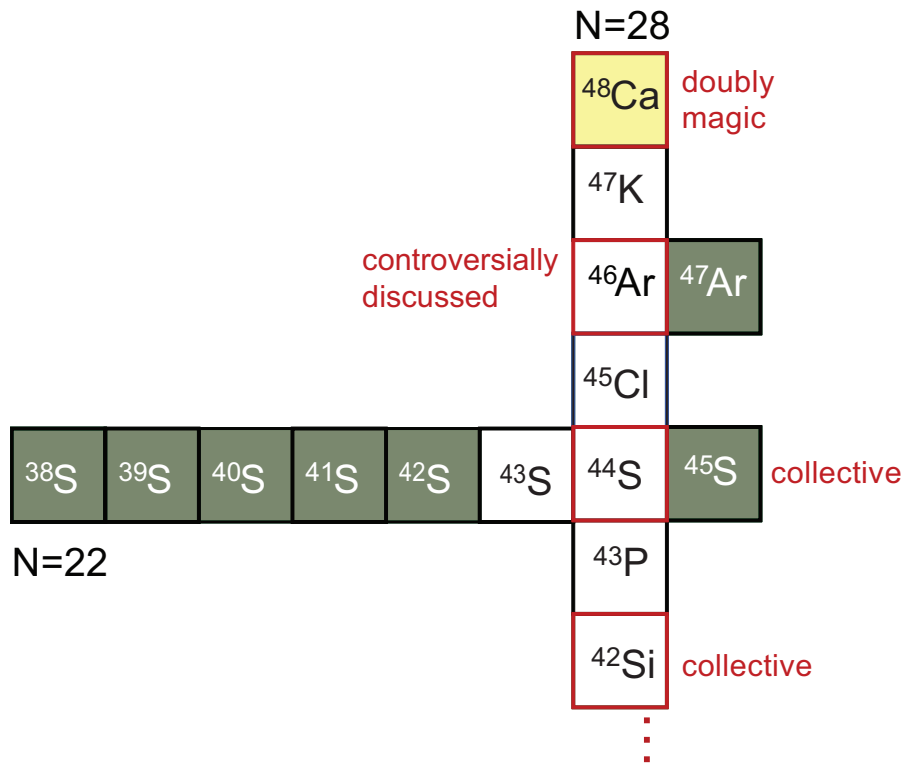 N=28
⁴⁸Ca
doubly
magic
⁴⁷K
controversially
discussed
⁴⁶Ar
⁴⁷Ar
⁴⁵Cl
³⁸S
³⁹S
⁴⁰S
⁴¹S
⁴²S
⁴³S
⁴⁴S
⁴⁵S
collective
N=22
⁴³P
⁴²Si
collective